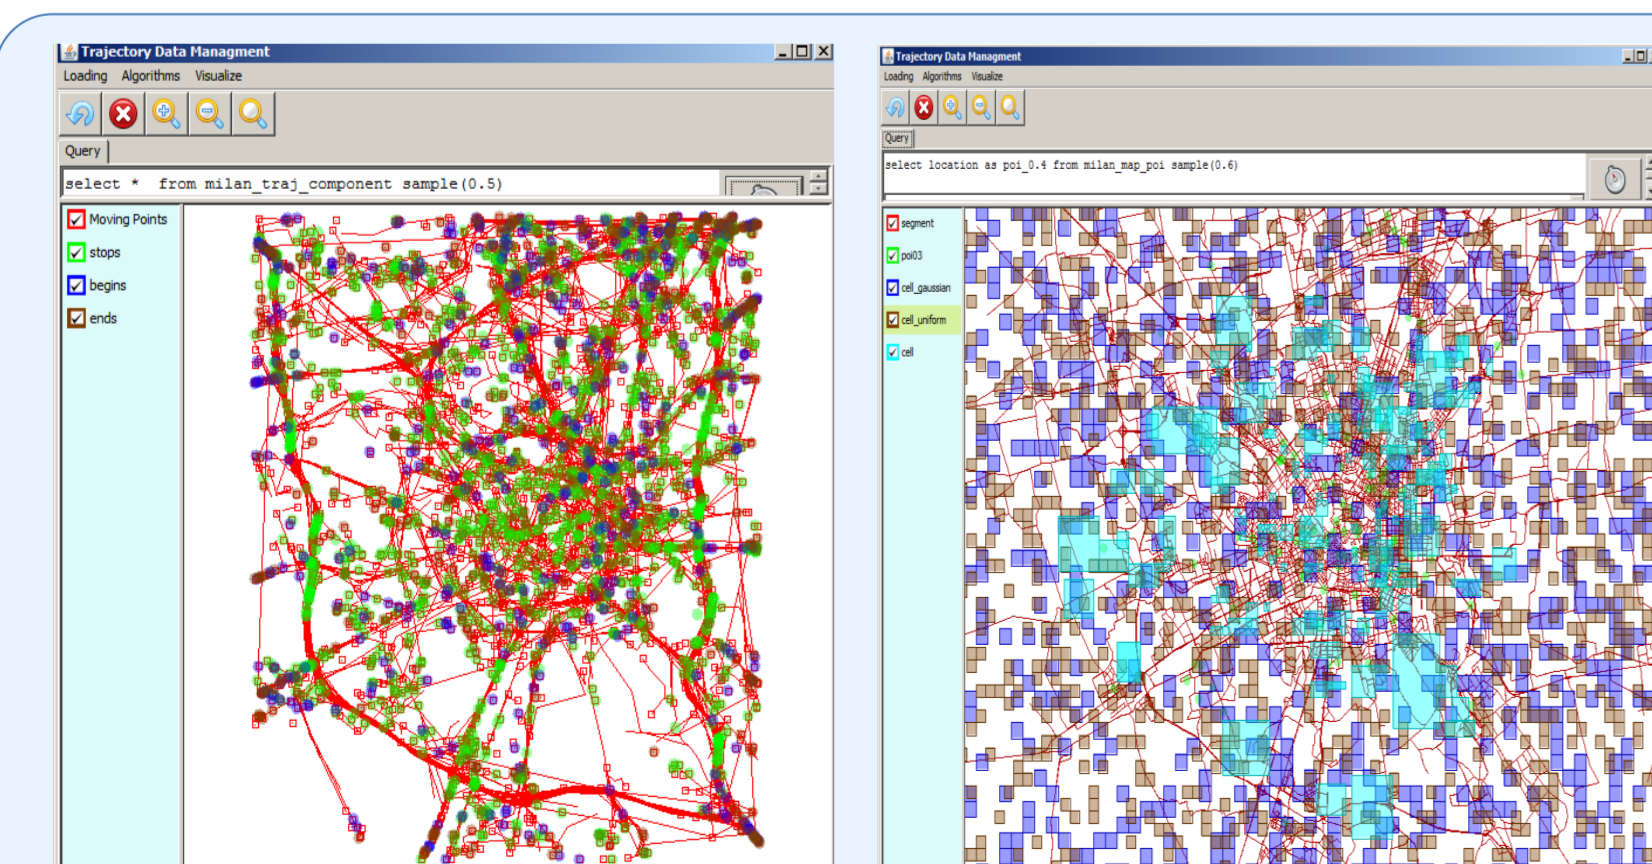 Trajectory Data Managment
Loading Algorithms Visualize
Query
select * from milan_traj_component sample(0.5)
Moving Points
stops
begins
ends
Trajectory Data Managment
Loading Algorithms Visualize
Query
select location as poi_0.4 from milan_map_poi sample(0.6)
segment
poi03
cell_gaussian
cell_uniform
cell